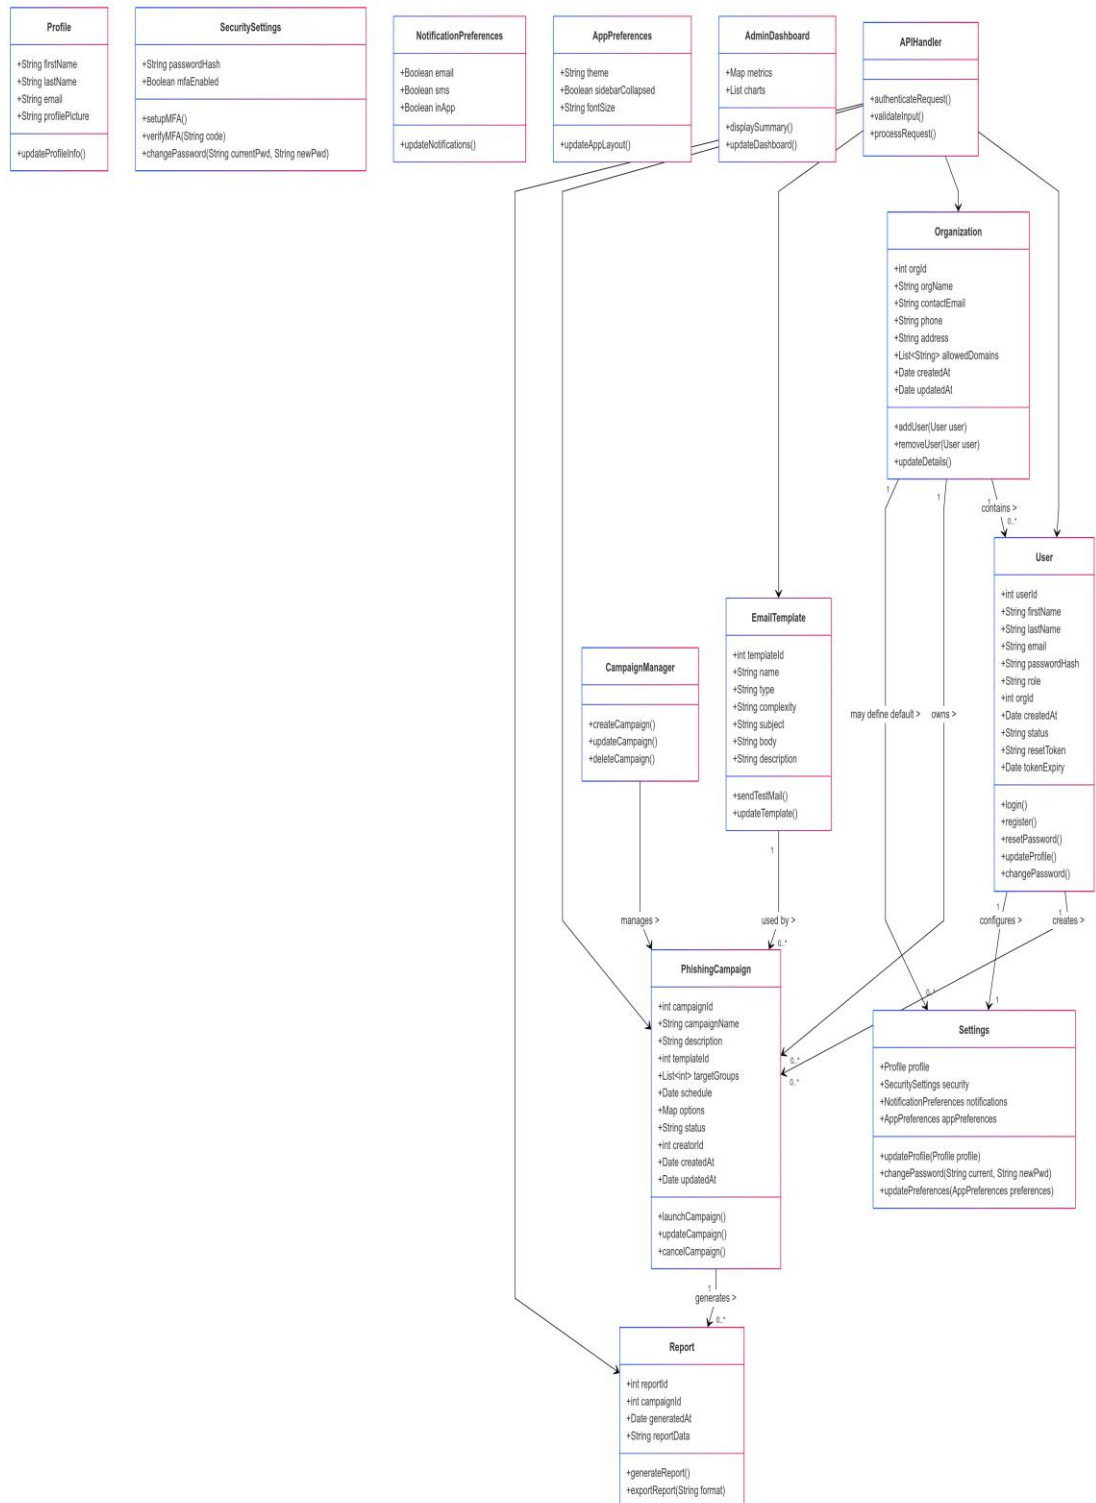 Profile
+String firstName
+String lastName
+String email
+String profilePicture
+updateProfileInfo()
SecuritySettings
+String passwordHash
+Boolean mfaEnabled
+setupMFA()
+verifyMFA(String code)
+changePassword(String currentPwd, String newPwd)
NotificationPreferences
+Boolean email
+Boolean sms
+Boolean inApp
+updateNotifications()
AppPreferences
+String theme
+Boolean sidebarCollapsed
+String fontSize
+updateAppLayout()
AdminDashboard
+Map metrics
+List charts
+displaySummary()
+updateDashboard()
APIHandler
+authenticateRequest()
+validateInput()
+processRequest()
Organization
+int orgId
+String orgName
+String contactEmail
+String phone
+String address
+List<String> allowedDomains
+Date createdAt
+Date updatedAt
+addUser(User user)
+removeUser(User user)
+updateDetails()
1
1
1
contains >
0..*
User
+int userId
+String firstName
+String lastName
+String email
+String passwordHash
+String role
+int orgId
+Date createdAt
+String status
+String resetToken
+Date tokenExpiry
+login()
+register()
+resetPassword()
+updateProfile()
+changePassword()
EmailTemplate
+int templateId
+String name
+String type
+String complexity
+String subject
+String body
+String description
+sendTestMail()
+updateTemplate()
CampaignManager
+createCampaign()
+updateCampaign()
+deleteCampaign()
may define default >
owns >
1
manages >
used by >
0..*
1
configures >
1
creates >
PhishingCampaign
+int campaignId
+String campaignName
+String description
+int templateId
+List<int> targetGroups
+Date schedule
+Map options
+String status
+int creatorId
+Date createdAt
+Date updatedAt
+launchCampaign()
+updateCampaign()
+cancelCampaign()
0..*
0..*
0..*
1
Settings
+Profile profile
+SecuritySettings security
+NotificationPreferences notifications
+AppPreferences appPreferences
+updateProfile(Profile profile)
+changePassword(String current, String newPwd)
+updatePreferences(AppPreferences preferences)
1
generates >
0..*
Report
+int reportId
+int campaignId
+Date generatedAt
+String reportData
+generateReport()
+exportReport(String format)